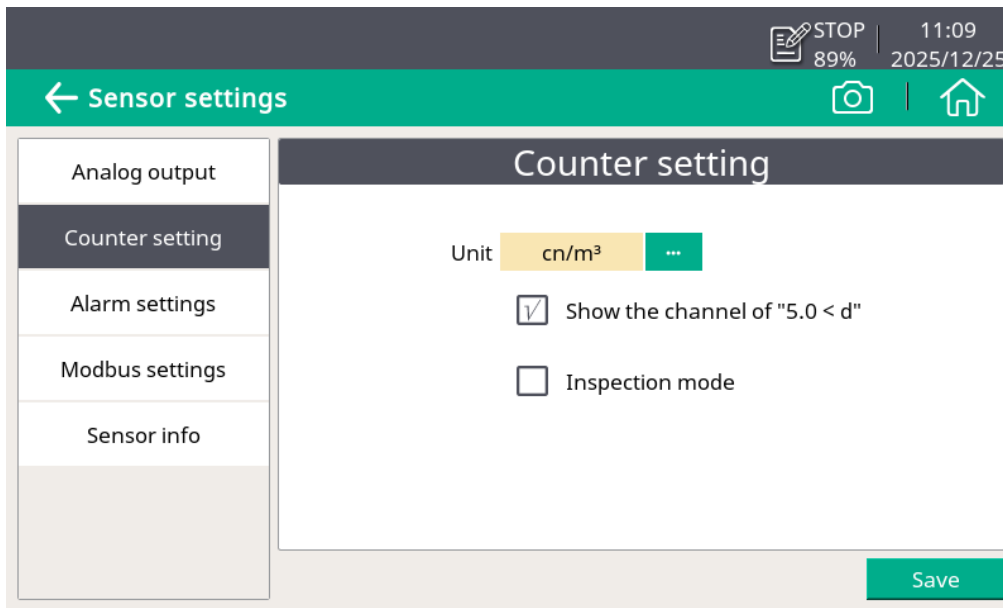 STOP 11:09
89% 2025/12/25
Sensor settings
Analog output
Counter setting
Alarm settings
Modbus settings
Sensor info
Counter setting
Unit cn/m³ ...
√ Show the channel of "5.0 < d"
Inspection mode
Save